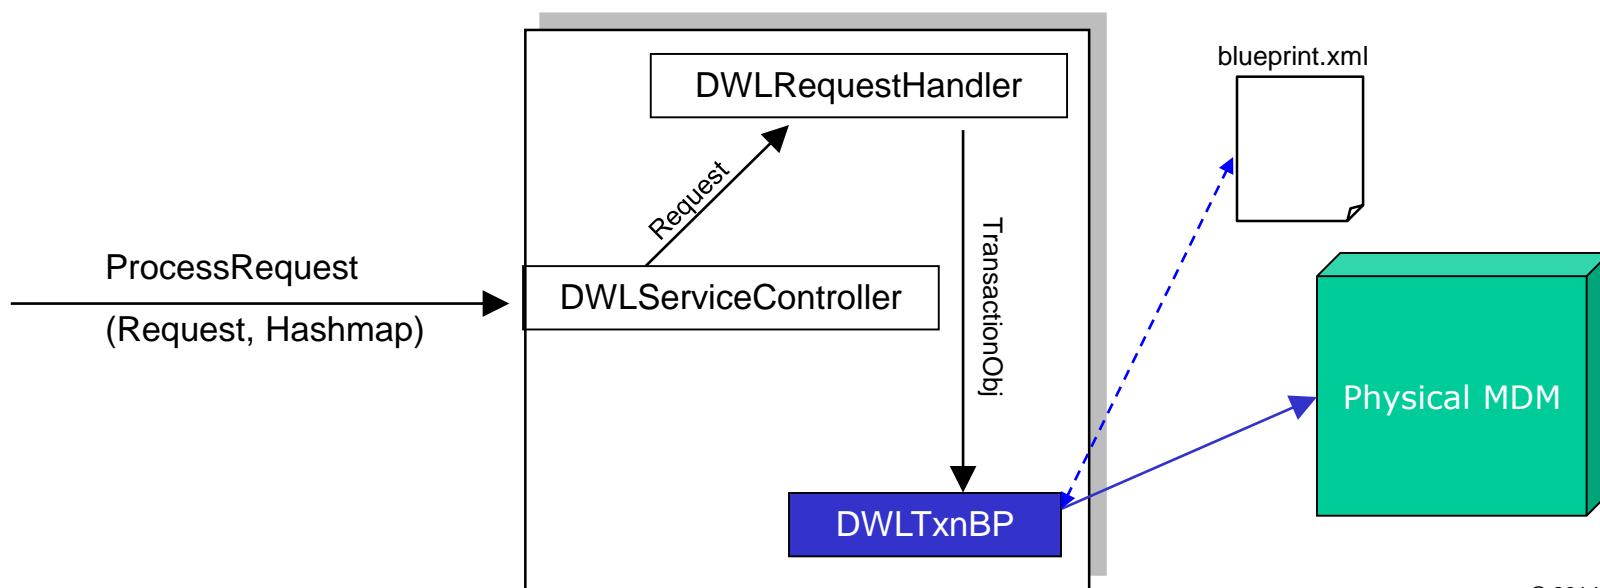 blueprint.xml
DWLRequestHandler
Request
TransactionObj
ProcessRequest
(Request, Hashmap)
DWLServiceController
Physical MDM
DWLTxnBP